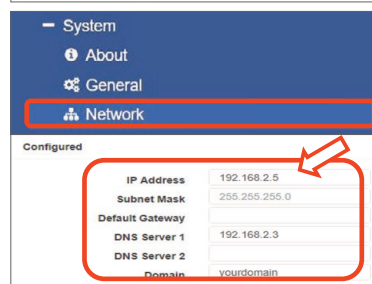 System
About
General
Network
Configured
IP Address 192.168.2.5
Subnet Mask 255.255.255.0
Default Gateway
DNS Server 1 192.168.2.3
DNS Server 2
Domain yourdomain